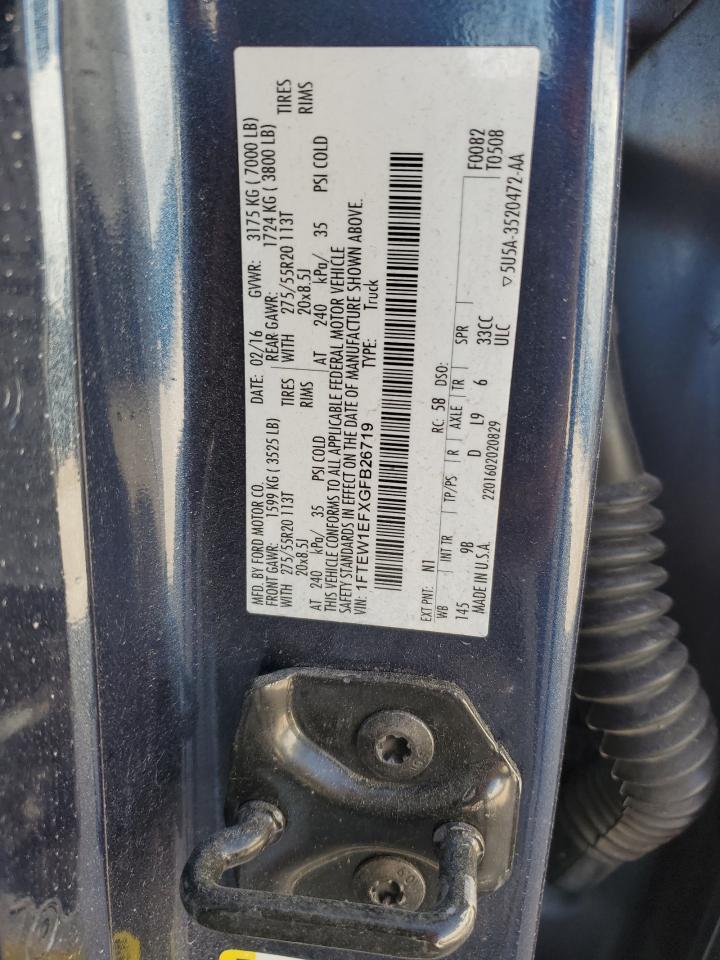 MFD. BY FORD MOTOR CO.
DATE: 02/16 GVWR: 3175 KG ( 7000 LB)
FRONT GAWR: 1599 KG ( 3525 LB) REAR GAWR: 1724 KG ( 3800 LB)
WITH 275/55R20 113T TIRES WITH 275/55R20 113T TIRES
20x8.5J RIMS 20x8.5J RIMS
AT 240 kPa/ 35 PSI COLD AT 240 kPa/ 35 PSI COLD
THIS VEHICLE CONFORMS TO ALL APPLICABLE FEDERAL MOTOR VEHICLE
SAFETY STANDARDS IN EFFECT ON THE DATE OF MANUFACTURE SHOWN ABOVE.
VIN: 1FTEW1EFXGFB26719 TYPE: Truck
EXT PNT: N1 RC: 58 DSO: F0082
WB INT TR TP/PS R AXLE TR SPR T0508
145 9B D L9 6 33CC
MADE IN U.S.A. 2201602020829 ULC ▽5U5A-3520472-AA